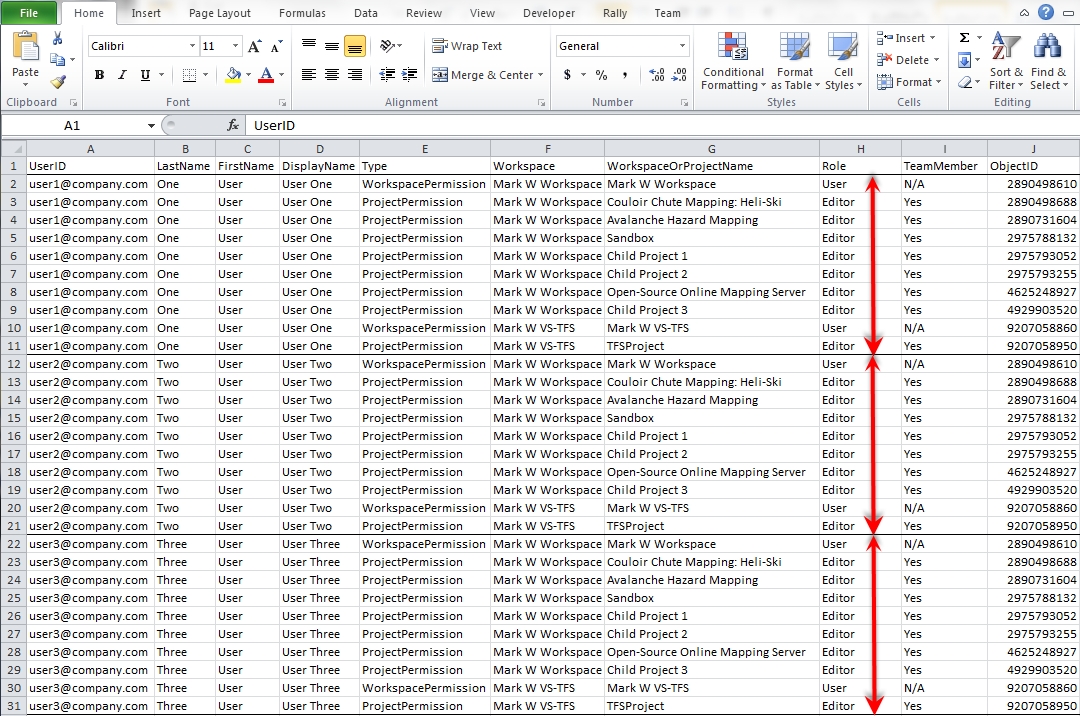 File Home Insert Page Layout Formulas Data Review View Developer Rally Team
Paste
Calibri 11 A A
B I U A
Wrap Text
Merge & Center
General
$ % ,
.00 .0
Conditional Formatting
Format as Table
Cell Styles
Insert
Delete
Format
Σ
Sort & Filter
Find & Select
Clipboard Font Alignment Number Styles Cells Editing
A1 fx UserID
A B C D E F G H I J
1 UserID LastName FirstName DisplayName Type Workspace WorkspaceOrProjectName Role TeamMember ObjectID
2 user1@company.com One User User One WorkspacePermission Mark W Workspace Mark W Workspace User N/A 2890498610
3 user1@company.com One User User One ProjectPermission Mark W Workspace Couloir Chute Mapping: Heli-Ski Editor Yes 2890498688
4 user1@company.com One User User One ProjectPermission Mark W Workspace Avalanche Hazard Mapping Editor Yes 2890731604
5 user1@company.com One User User One ProjectPermission Mark W Workspace Sandbox Editor Yes 2975788132
6 user1@company.com One User User One ProjectPermission Mark W Workspace Child Project 1 Editor Yes 2975793052
7 user1@company.com One User User One ProjectPermission Mark W Workspace Child Project 2 Editor Yes 2975793255
8 user1@company.com One User User One ProjectPermission Mark W Workspace Open-Source Online Mapping Server Editor Yes 4625248927
9 user1@company.com One User User One ProjectPermission Mark W Workspace Child Project 3 Editor Yes 4929903520
10 user1@company.com One User User One WorkspacePermission Mark W VS-TFS Mark W VS-TFS User N/A 9207058860
11 user1@company.com One User User One ProjectPermission Mark W VS-TFS TFSProject Editor Yes 9207058950
12 user2@company.com Two User User Two WorkspacePermission Mark W Workspace Mark W Workspace User N/A 2890498610
13 user2@company.com Two User User Two ProjectPermission Mark W Workspace Couloir Chute Mapping: Heli-Ski Editor Yes 2890498688
14 user2@company.com Two User User Two ProjectPermission Mark W Workspace Avalanche Hazard Mapping Editor Yes 2890731604
15 user2@company.com Two User User Two ProjectPermission Mark W Workspace Sandbox Editor Yes 2975788132
16 user2@company.com Two User User Two ProjectPermission Mark W Workspace Child Project 1 Editor Yes 2975793052
17 user2@company.com Two User User Two ProjectPermission Mark W Workspace Child Project 2 Editor Yes 2975793255
18 user2@company.com Two User User Two ProjectPermission Mark W Workspace Open-Source Online Mapping Server Editor Yes 4625248927
19 user2@company.com Two User User Two ProjectPermission Mark W Workspace Child Project 3 Editor Yes 4929903520
20 user2@company.com Two User User Two WorkspacePermission Mark W VS-TFS Mark W VS-TFS User N/A 9207058860
21 user2@company.com Two User User Two ProjectPermission Mark W VS-TFS TFSProject Editor Yes 9207058950
22 user3@company.com Three User User Three WorkspacePermission Mark W Workspace Mark W Workspace User N/A 2890498610
23 user3@company.com Three User User Three ProjectPermission Mark W Workspace Couloir Chute Mapping: Heli-Ski Editor Yes 2890498688
24 user3@company.com Three User User Three ProjectPermission Mark W Workspace Avalanche Hazard Mapping Editor Yes 2890731604
25 user3@company.com Three User User Three ProjectPermission Mark W Workspace Sandbox Editor Yes 2975788132
26 user3@company.com Three User User Three ProjectPermission Mark W Workspace Child Project 1 Editor Yes 2975793052
27 user3@company.com Three User User Three ProjectPermission Mark W Workspace Child Project 2 Editor Yes 2975793255
28 user3@company.com Three User User Three ProjectPermission Mark W Workspace Open-Source Online Mapping Server Editor Yes 4625248927
29 user3@company.com Three User User Three ProjectPermission Mark W Workspace Child Project 3 Editor Yes 4929903520
30 user3@company.com Three User User Three WorkspacePermission Mark W VS-TFS Mark W VS-TFS User N/A 9207058860
31 user3@company.com Three User User Three ProjectPermission Mark W VS-TFS TFSProject Editor Yes 9207058950